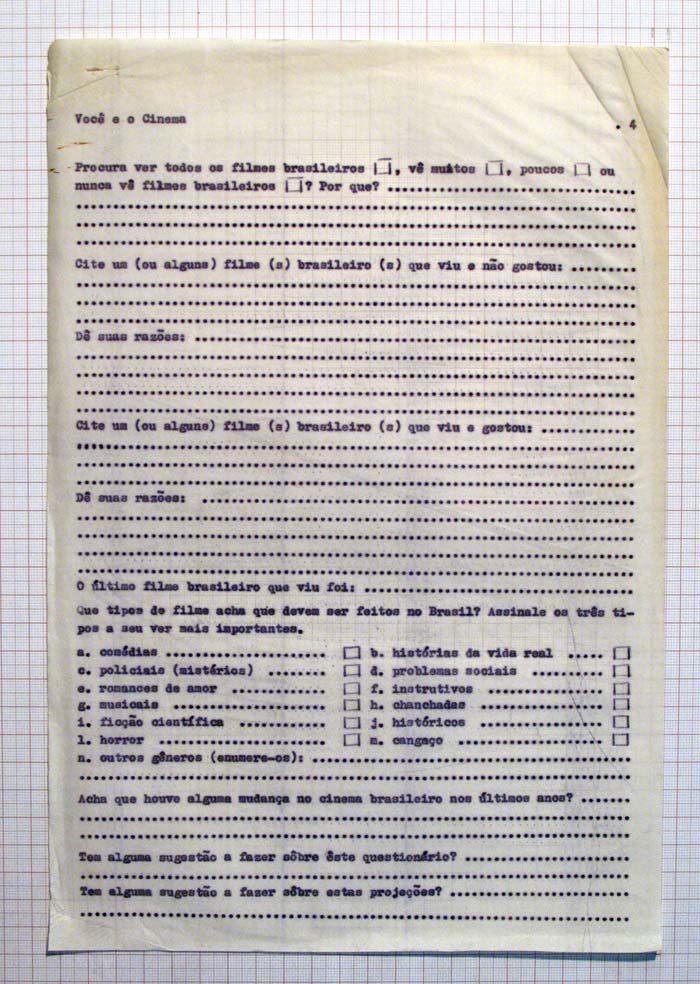 Você e o Cinema
. 4
Procura ver todos os filmes brasileiros □, vê muitos □, poucos □ ou
nunca vê filmes brasileiros □? Por que? ................................
................................................................................
................................................................................
................................................................................
Cite um (ou alguns) filme (s) brasileiro (s) que viu e não gostou: ........
................................................................................
................................................................................
................................................................................
Dê suas razões: ............................................................
................................................................................
................................................................................
................................................................................
................................................................................
Cite um (ou alguns) filme (s) brasileiro (s) que viu e gostou: ............
......
................................................................................
................................................................................
................................................................................
Dê suas razões: ............................................................
................................................................................
................................................................................
................................................................................
................................................................................
O último filme brasileiro que viu foi: ...................................
Que tipos de filme acha que devem ser feitos no Brasil? Assinale os três ti-
pos a seu ver mais importantes.
a. comédias ..................... □ b. histórias da vida real ..... □
c. policiais (mistérios) ........ □ d. problemas sociais .......... □
e. romances de amor ............ □ f. instrutivos ................ □
g. musicais ..................... □ h. chanchadas ................. □
i. ficção científica ........... □ j. históricos ................. □
l. horror ....................... □ m. cangaço .................... □
n. outros gêneros (enumere-os): .........................................
................................................................................
Acha que houve alguma mudança no cinema brasileiro nos últimos anos? .......
................................................................................
................................................................................
Tem alguma sugestão a fazer sôbre êste questionário? .....................
................................................................................
Tem alguma sugestão a fazer sôbre estas projeções? .......................
................................................................................